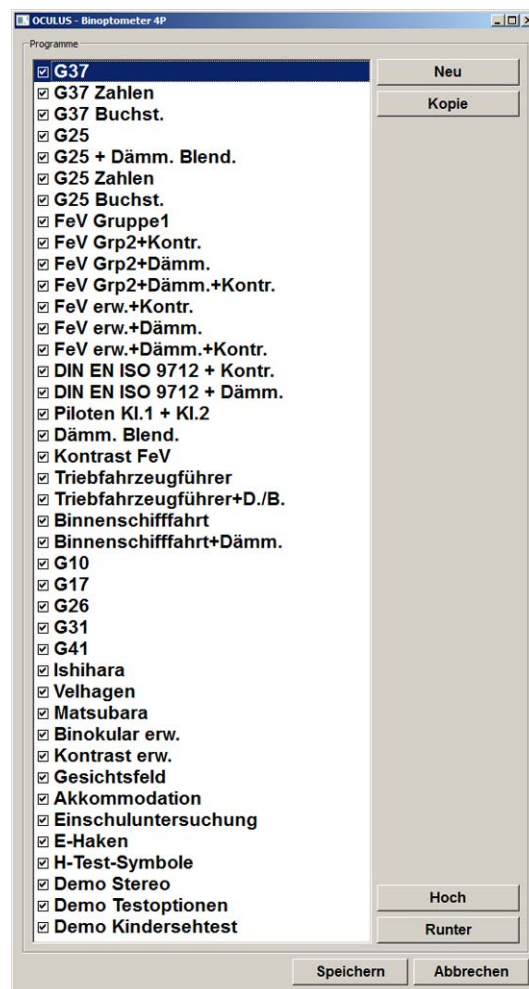 OCULUS - Binoptometer 4P
Programme
G37
G37 Zahlen
G37 Buchst.
G25
G25 + Dämm. Blend.
G25 Zahlen
G25 Buchst.
FeV Gruppe1
FeV Grp2+Kontr.
FeV Grp2+Dämm.
FeV Grp2+Dämm.+Kontr.
FeV erw.+Kontr.
FeV erw.+Dämm.
FeV erw.+Dämm.+Kontr.
DIN EN ISO 9712 + Kontr.
DIN EN ISO 9712 + Dämm.
Piloten Kl.1 + Kl.2
Dämm. Blend.
Kontrast FeV
Triebfahrzeugführer
Triebfahrzeugführer+D./B.
Binnenschifffahrt
Binnenschifffahrt+Dämm.
G10
G17
G26
G31
G41
Ishihara
Velhagen
Matsubara
Binokular erw.
Kontrast erw.
Gesichtsfeld
Akkommodation
Einschuluntersuchung
E-Haken
H-Test-Symbole
Demo Stereo
Demo Testoptionen
Demo Kindersehtest
Neu
Kopie
Hoch
Runter
Speichern
Abbrechen